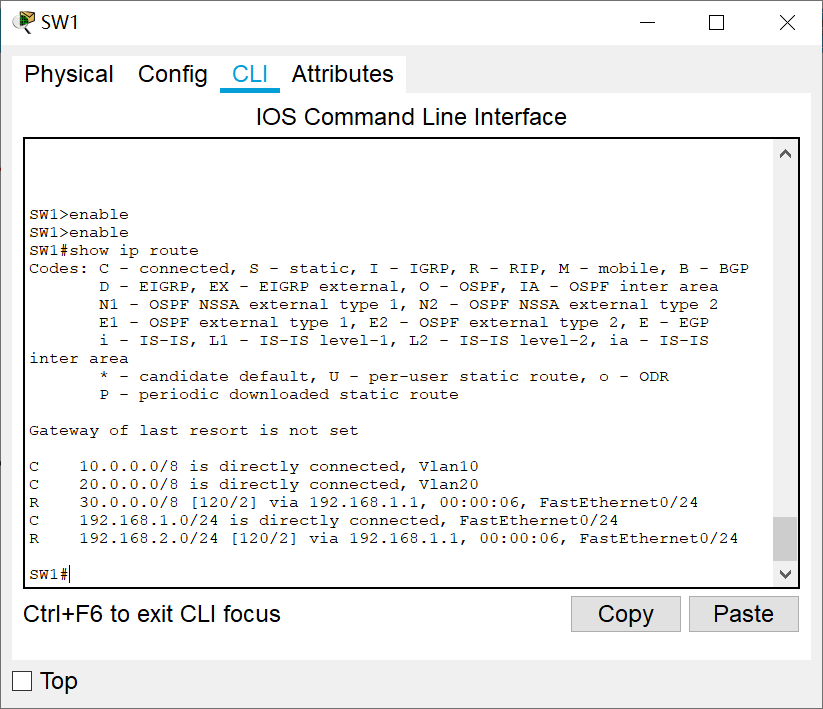 SW1
Physical Config CLI Attributes
IOS Command Line Interface
SW1>enable
SW1>enable
SW1#show ip route
Codes: C - connected, S - static, I - IGRP, R - RIP, M - mobile, B - BGP
       D - EIGRP, EX - EIGRP external, O - OSPF, IA - OSPF inter area
       N1 - OSPF NSSA external type 1, N2 - OSPF NSSA external type 2
       E1 - OSPF external type 1, E2 - OSPF external type 2, E - EGP
       i - IS-IS, L1 - IS-IS level-1, L2 - IS-IS level-2, ia - IS-IS
inter area
       * - candidate default, U - per-user static route, o - ODR
       P - periodic downloaded static route
Gateway of last resort is not set
C    10.0.0.0/8 is directly connected, Vlan10
C    20.0.0.0/8 is directly connected, Vlan20
R    30.0.0.0/8 [120/2] via 192.168.1.1, 00:00:06, FastEthernet0/24
C    192.168.1.0/24 is directly connected, FastEthernet0/24
R    192.168.2.0/24 [120/2] via 192.168.1.1, 00:00:06, FastEthernet0/24
SW1#
Ctrl+F6 to exit CLI focus Copy Paste
Top